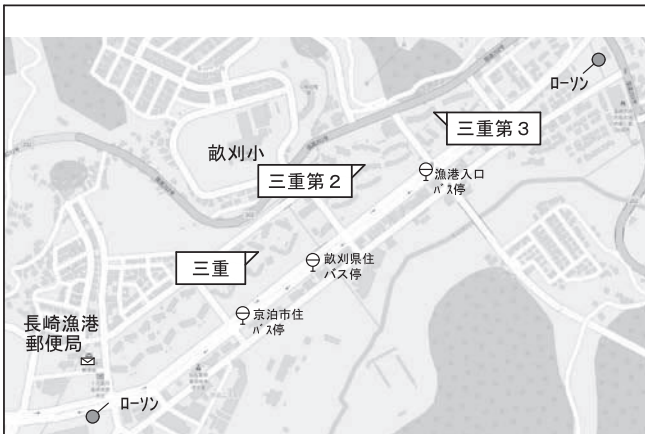 ローソン
三重第3
畝刈小
漁港入口
バス停
三重第2
三重
畝刈県住
バス停
京泊市住
バス停
長崎漁港
郵便局
ローソン